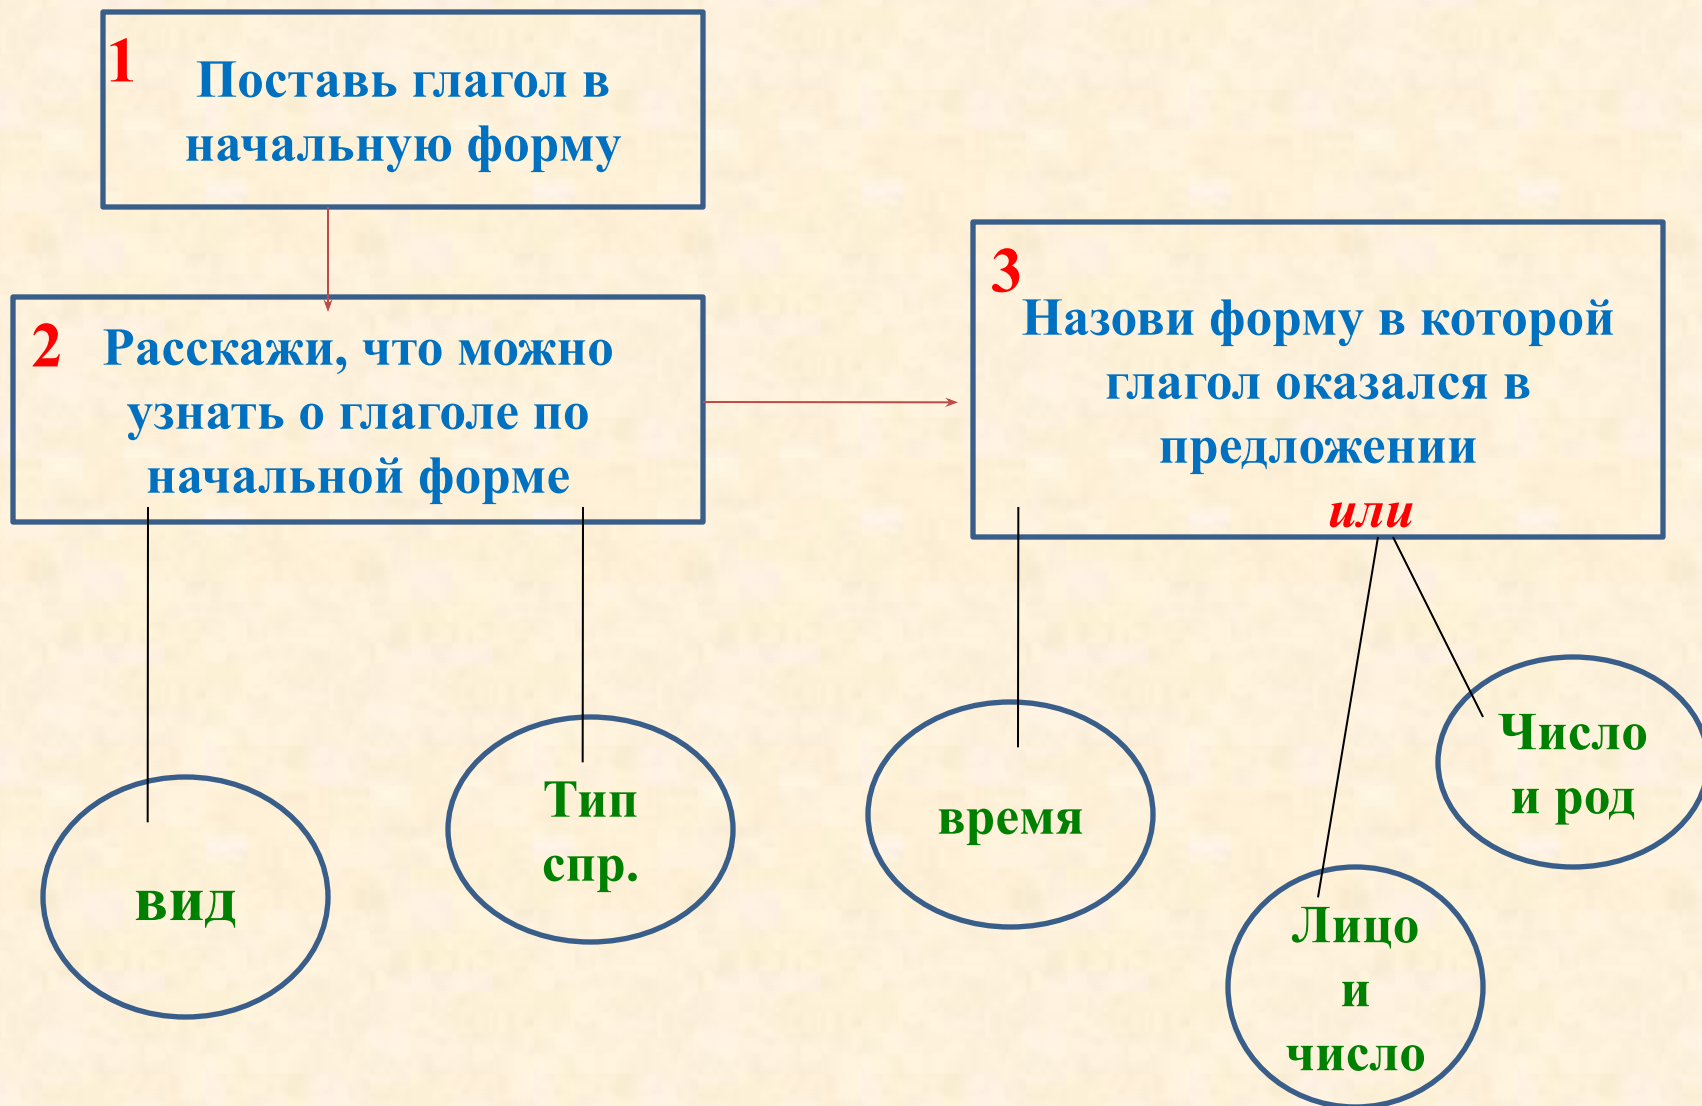 1
Поставь глагол в
начальную форму
2
Расскажи, что можно
узнать о глаголе по
начальной форме
3
Назови форму в которой
глагол оказался в
предложении
или
вид
Тип
спр.
время
Лицо
и
число
Число
и род